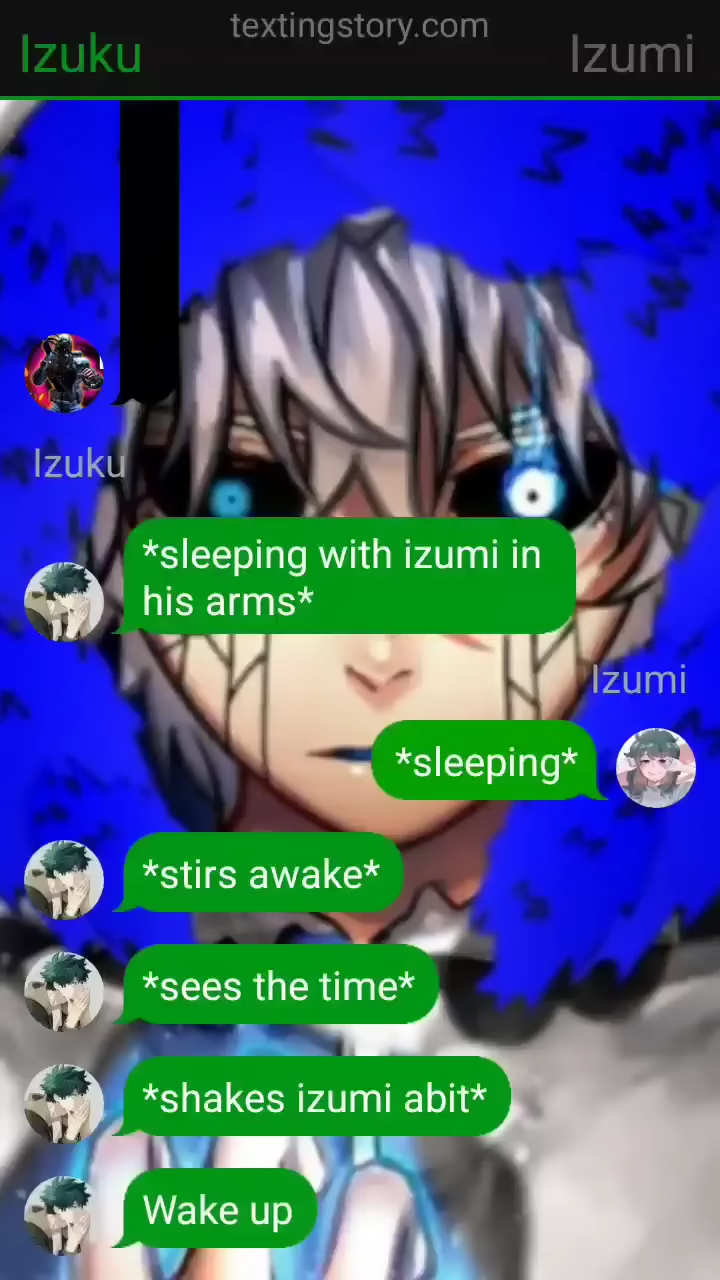 textingstory.com
Izuku
Izumi
Izuku
*sleeping with izumi in
his arms*
Izumi
*sleeping*
*stirs awake*
*sees the time*
*shakes izumi abit*
Wake up